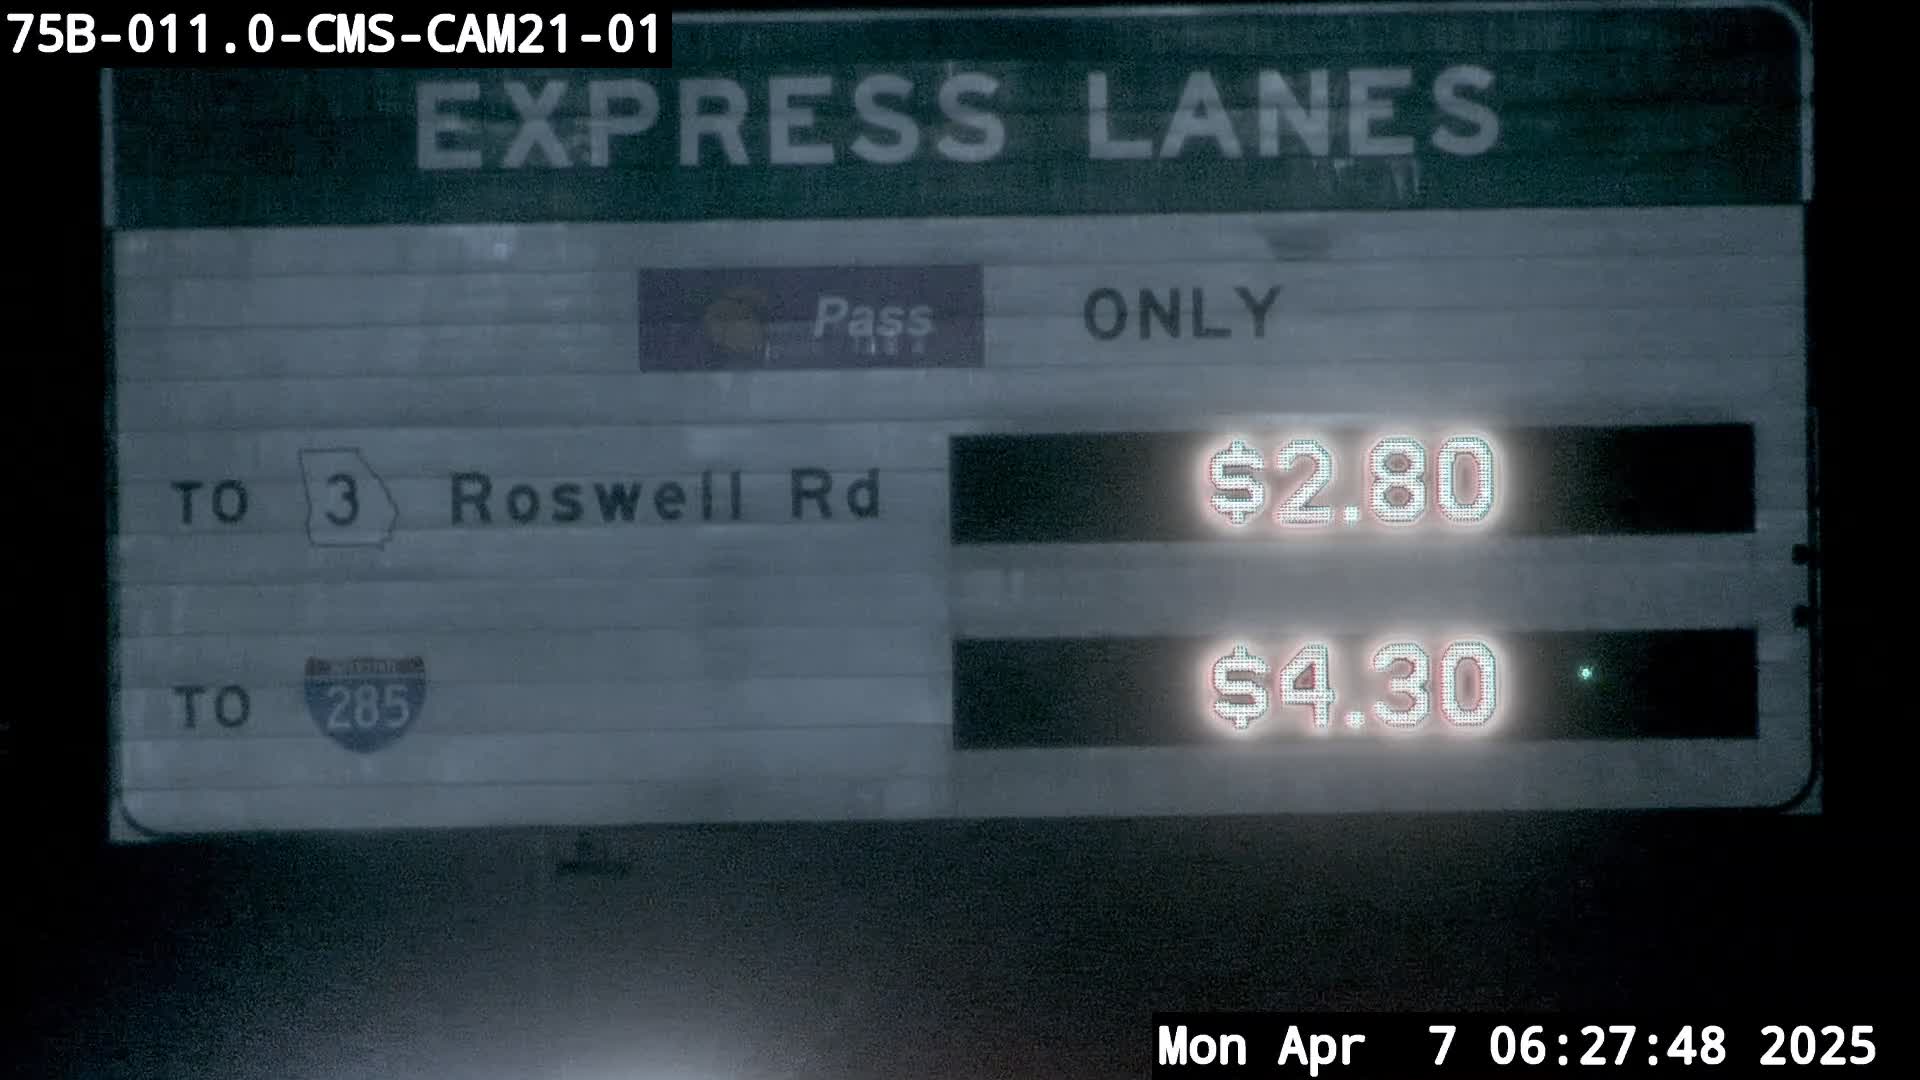 75B-011.0-CMS-CAM21-01
EXPRESS LANES
Pass ONLY
TO 3 Roswell Rd $2.80
TO 285 $4.30
Mon Apr 7 06:27:48 2025